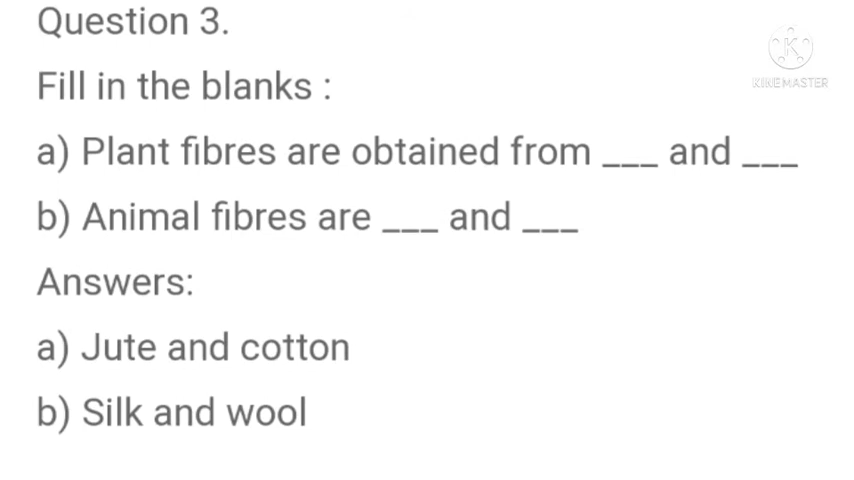 Question 3.
K
KINEMASTER
Fill in the blanks :
a) Plant fibres are obtained from ___ and ___
b) Animal fibres are ___ and ___
Answers:
a) Jute and cotton
b) Silk and wool